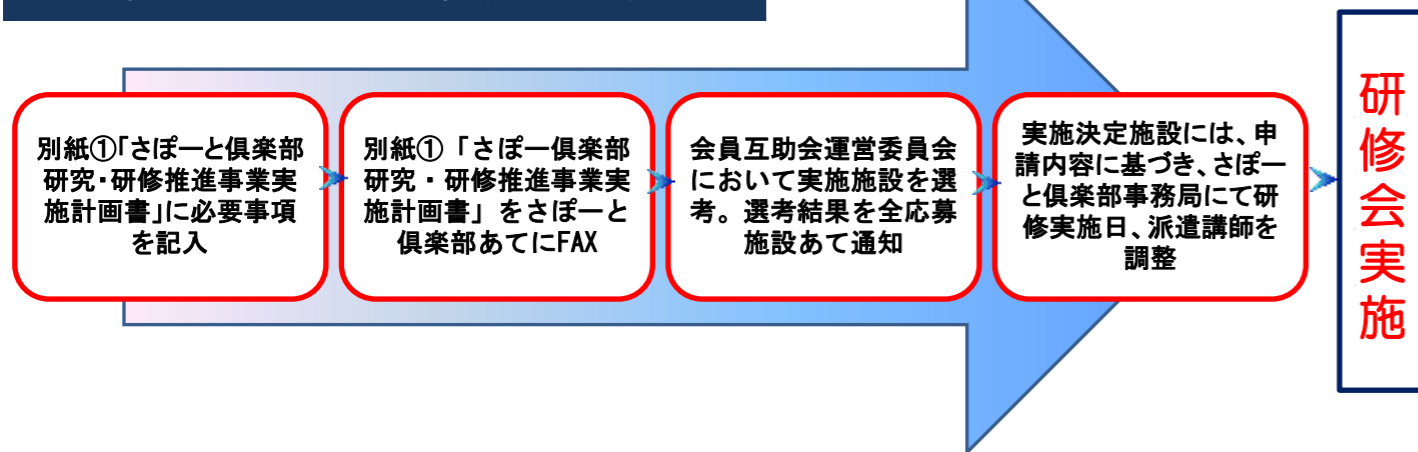 別紙①「さぽーと倶楽部
研究・研修推進事業実
施計画書」に必要事項
を記入
別紙①「さぽー倶楽部
研究・研修推進事業実
施計画書」をさぽーと
倶楽部あてにFAX
会員互助会運営委員会
において実施施設を選
考。選考結果を全応募
施設あて通知
実施決定施設には、申
請内容に基づき、さぽー
と倶楽部事務局にて研
修実施日、派遣講師を
調整
研修会実施